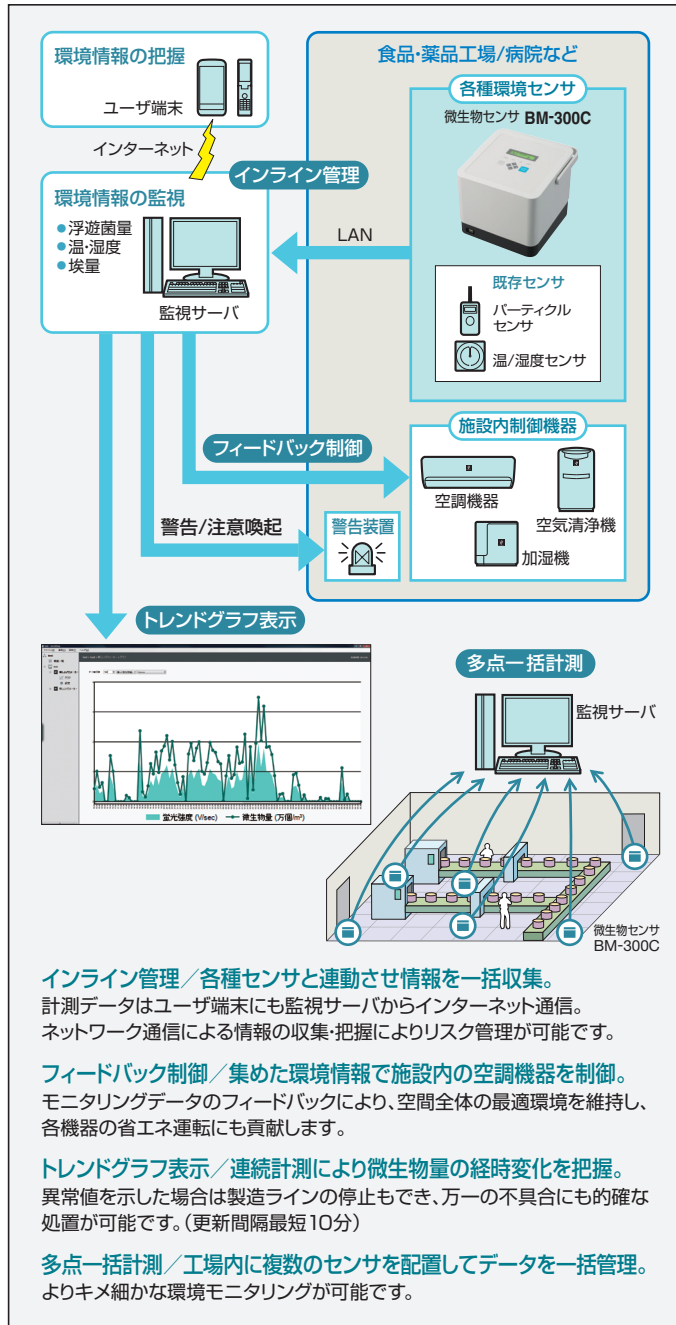 環境情報の把握
ユーザ端末
インターネット
インライン管理
環境情報の監視
●浮遊菌量
●温・湿度
●埃量
監視サーバ
LAN
食品・薬品工場/病院など
各種環境センサ
微生物センサ BM-300C
既存センサ
パーティクル
センサ
温/湿度センサ
フィードバック制御
施設内制御機器
空調機器
空気清浄機
加湿機
警告/注意喚起
警告装置
トレンドグラフ表示
蛍光強度 (V/sec) 微生物量 (万個/m³)
多点一括計測
監視サーバ
微生物センサ
BM-300C
インライン管理／各種センサと連動させ情報を一括収集。
計測データはユーザ端末にも監視サーバからインターネット通信。
ネットワーク通信による情報の収集・把握によりリスク管理が可能です。
フィードバック制御／集めた環境情報で施設内の空調機器を制御。
モニタリングデータのフィードバックにより、空間全体の最適環境を維持し、
各機器の省エネ運転にも貢献します。
トレンドグラフ表示／連続計測により微生物量の経時変化を把握。
異常値を示した場合は製造ラインの停止もでき、万一の不具合にも的確な
処置が可能です。（更新間隔最短10分）
多点一括計測／工場内に複数のセンサを配置してデータを一括管理。
よりキメ細かな環境モニタリングが可能です。